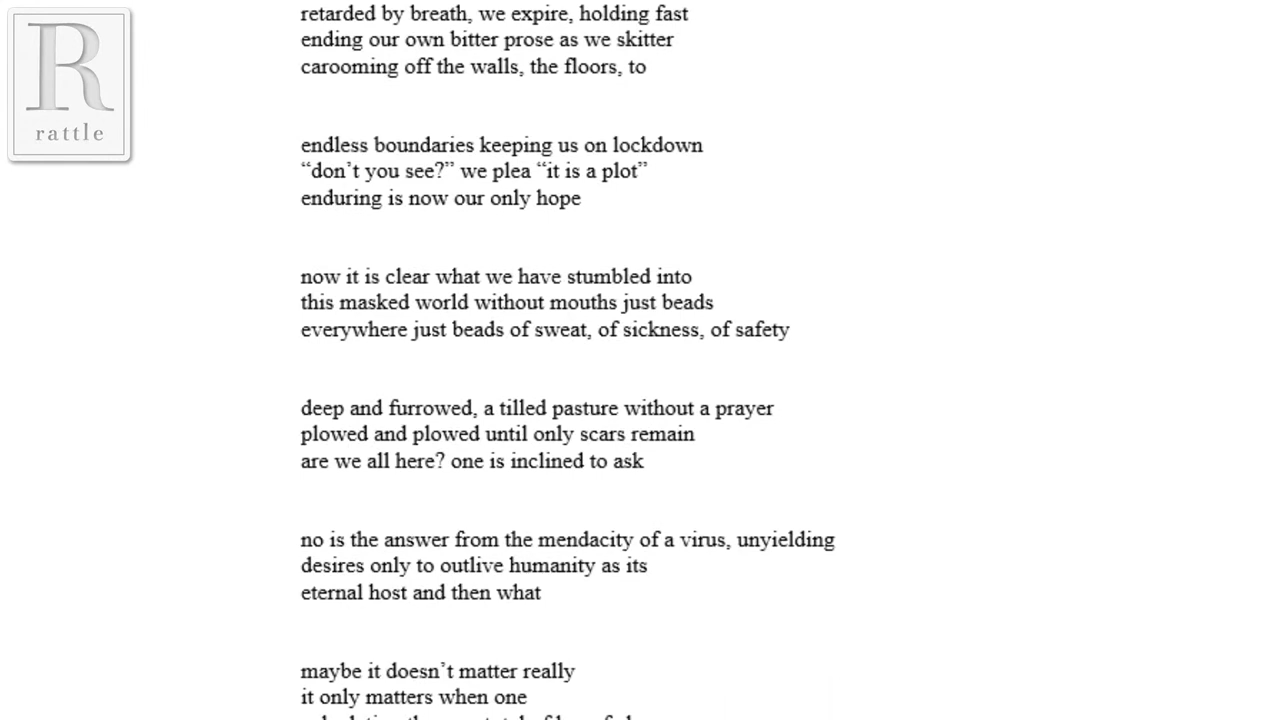 R
rattle
retarded by breath, we expire, holding fast
ending our own bitter prose as we skitter
carooming off the walls, the floors, to
endless boundaries keeping us on lockdown
“don’t you see?” we plea “it is a plot”
enduring is now our only hope
now it is clear what we have stumbled into
this masked world without mouths just beads
everywhere just beads of sweat, of sickness, of safety
deep and furrowed, a tilled pasture without a prayer
plowed and plowed until only scars remain
are we all here? one is inclined to ask
no is the answer from the mendacity of a virus, unyielding
desires only to outlive humanity as its
eternal host and then what
maybe it doesn’t matter really
it only matters when one